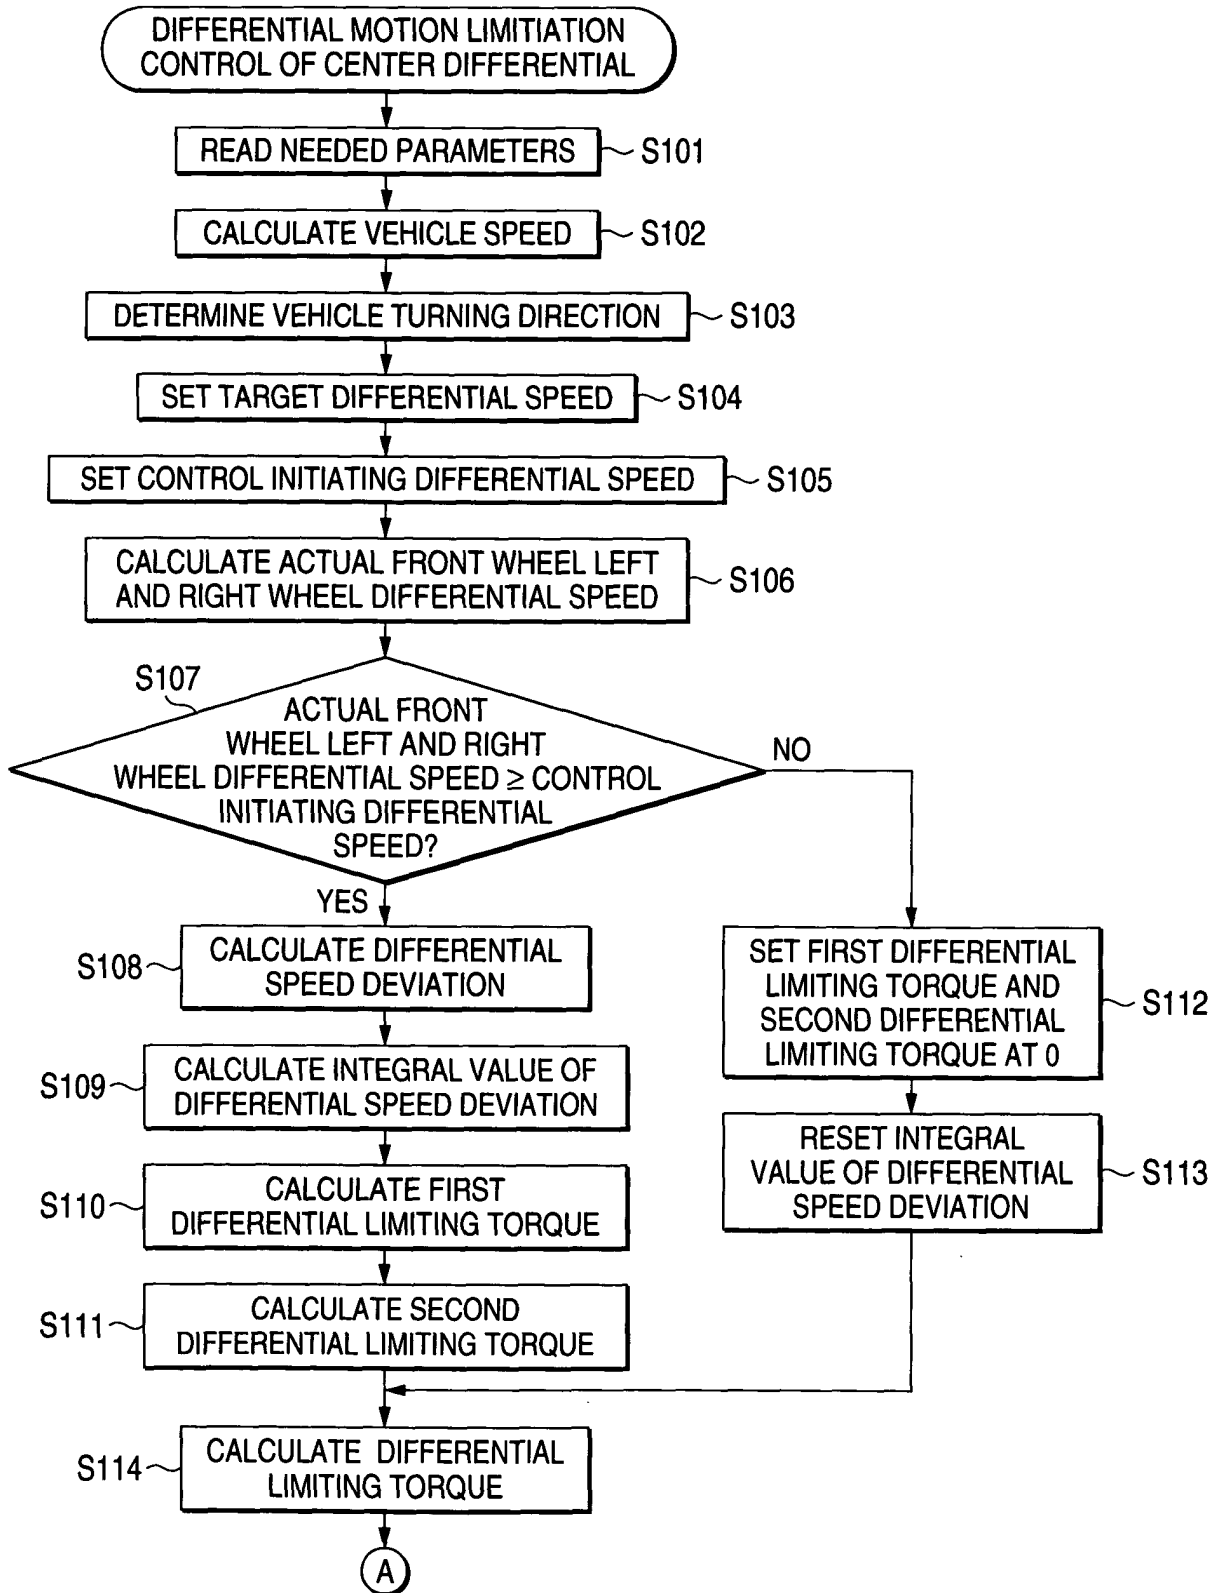 DIFFERENTIAL MOTION LIMITIATION
CONTROL OF CENTER DIFFERENTIAL
READ NEEDED PARAMETERS
S101
CALCULATE VEHICLE SPEED
S102
DETERMINE VEHICLE TURNING DIRECTION
S103
SET TARGET DIFFERENTIAL SPEED
S104
SET CONTROL INITIATING DIFFERENTIAL SPEED
S105
CALCULATE ACTUAL FRONT WHEEL LEFT
AND RIGHT WHEEL DIFFERENTIAL SPEED
S106
S107
ACTUAL FRONT
WHEEL LEFT AND RIGHT
WHEEL DIFFERENTIAL SPEED ≥ CONTROL
INITIATING DIFFERENTIAL
SPEED?
NO
YES
S108
CALCULATE DIFFERENTIAL
SPEED DEVIATION
S109
CALCULATE INTEGRAL VALUE OF
DIFFERENTIAL SPEED DEVIATION
S110
CALCULATE FIRST
DIFFERENTIAL LIMITING TORQUE
S111
CALCULATE SECOND
DIFFERENTIAL LIMITING TORQUE
SET FIRST DIFFERENTIAL
LIMITING TORQUE AND
SECOND DIFFERENTIAL
LIMITING TORQUE AT 0
S112
RESET INTEGRAL
VALUE OF DIFFERENTIAL
SPEED DEVIATION
S113
S114
CALCULATE DIFFERENTIAL
LIMITING TORQUE
A